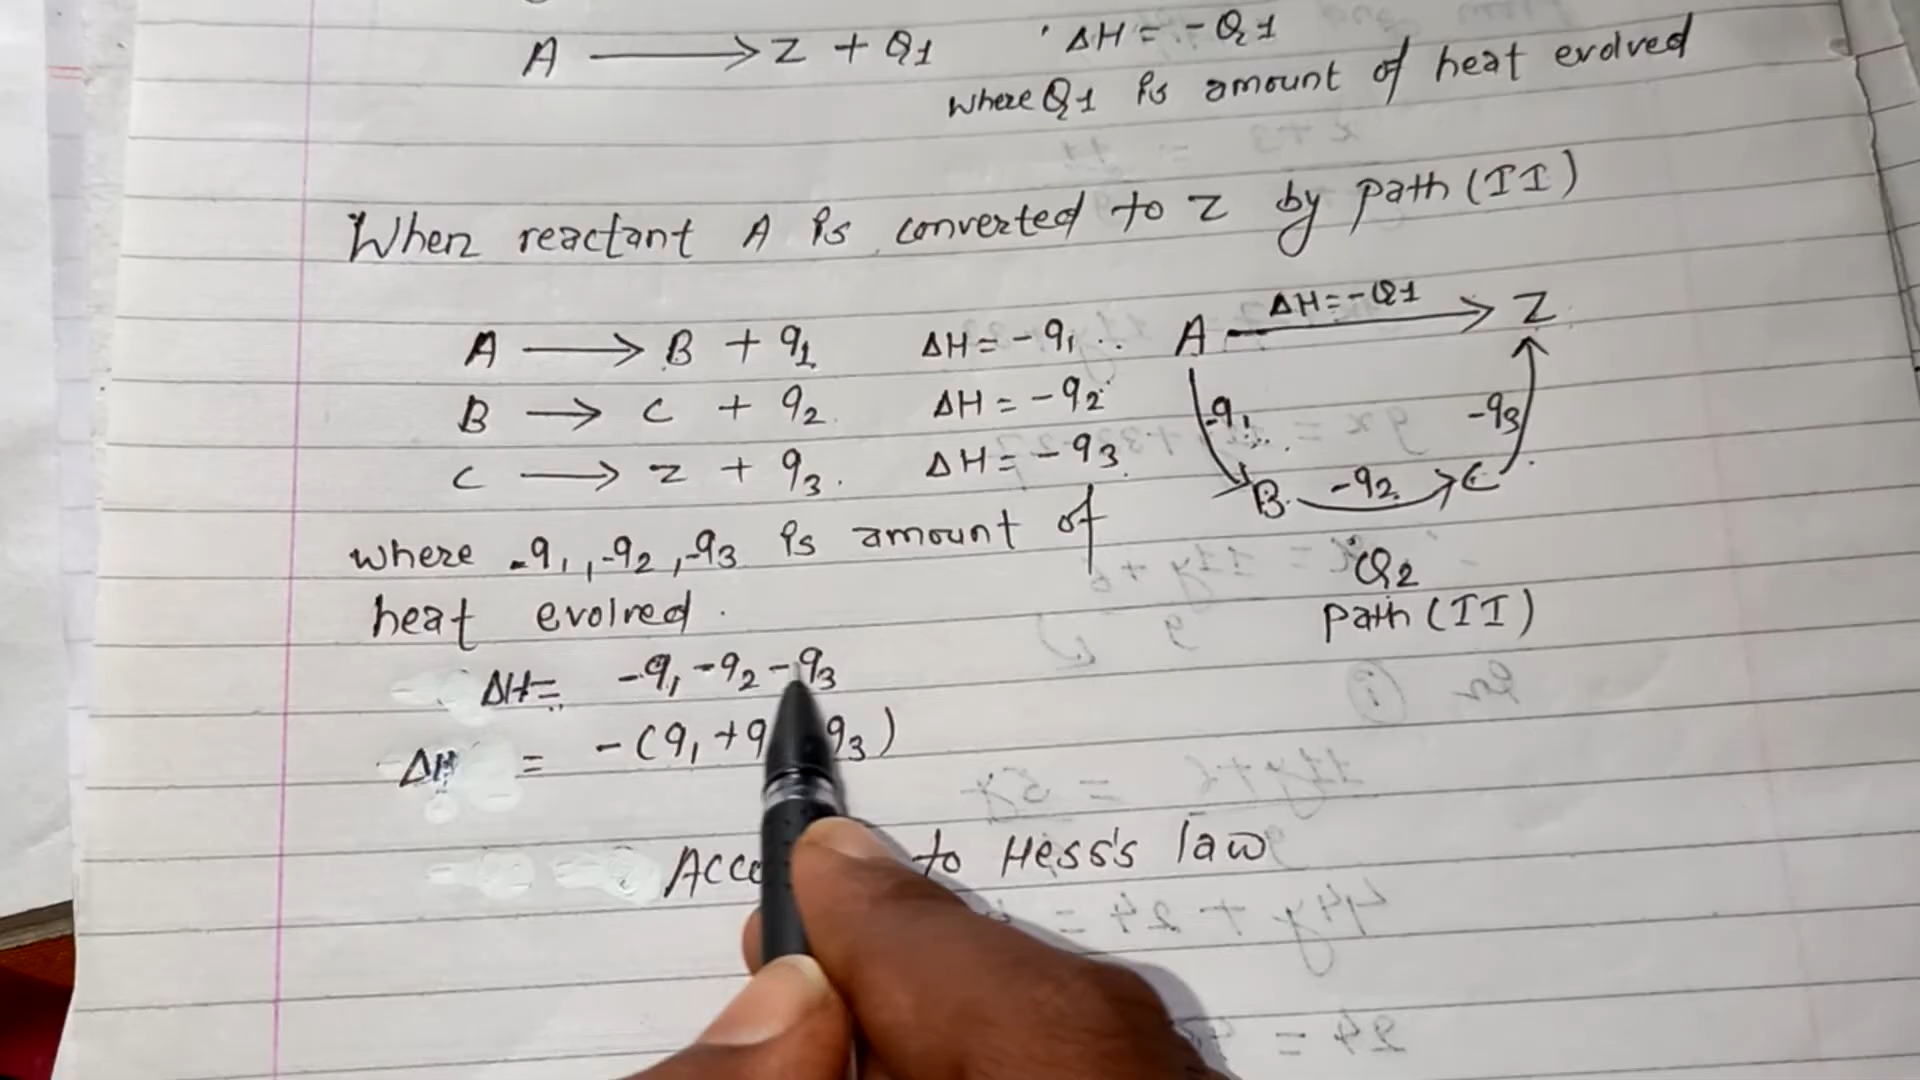 A ⟶ Z + Q1 ΔH = -Q1
where Q1 is amount of heat evolved
When reactant A is converted to Z by path (II)
A ⟶ B + q1 ΔH = -q1
B ⟶ C + q2 ΔH = -q2
C ⟶ Z + q3. ΔH = -q3
where -q1, -q2, -q3 is amount of
heat evolved.
ΔH = -q1 -q2 -q3
ΔH = -(q1 + q q3)
to Hess's law
A ΔH = -Q1 ⟶ Z
-q1 -q3
B -q2 ⟶ C
Q2
path (II)